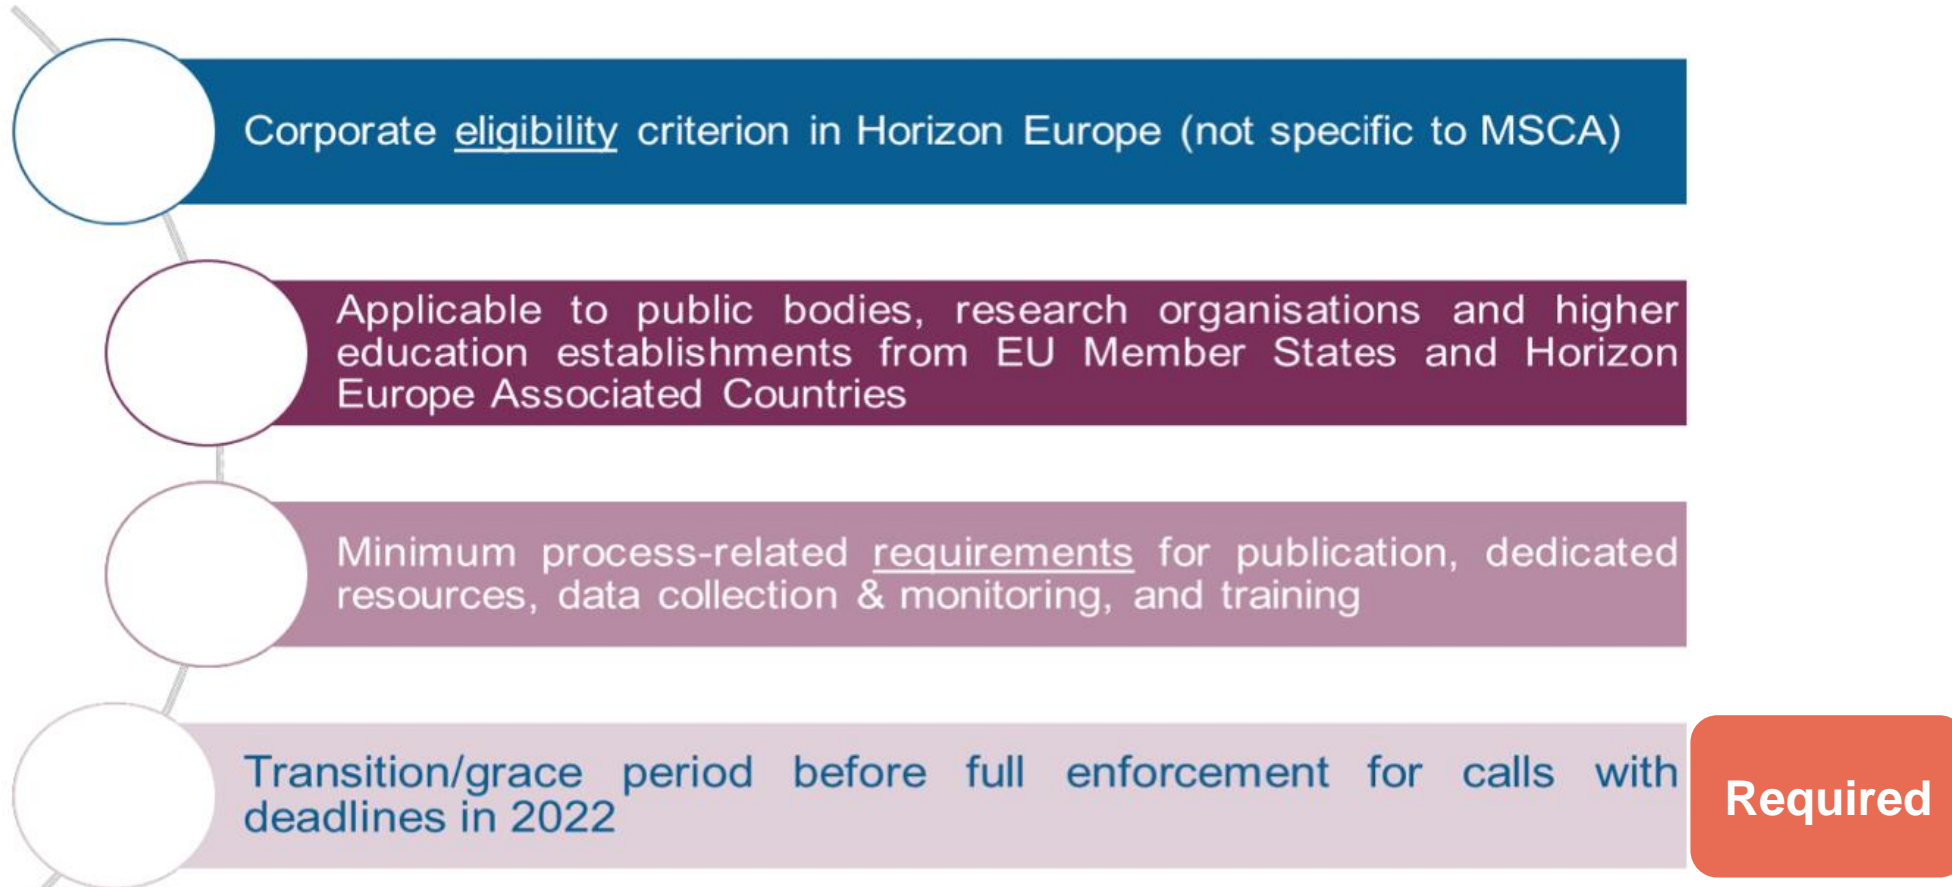 Corporate eligibility criterion in Horizon Europe (not specific to MSCA)
Applicable to public bodies, research organisations and higher
education establishments from EU Member States and Horizon
Europe Associated Countries
Minimum process-related requirements for publication, dedicated
resources, data collection & monitoring, and training
Transition/grace period before full enforcement for calls with
deadlines in 2022
Required